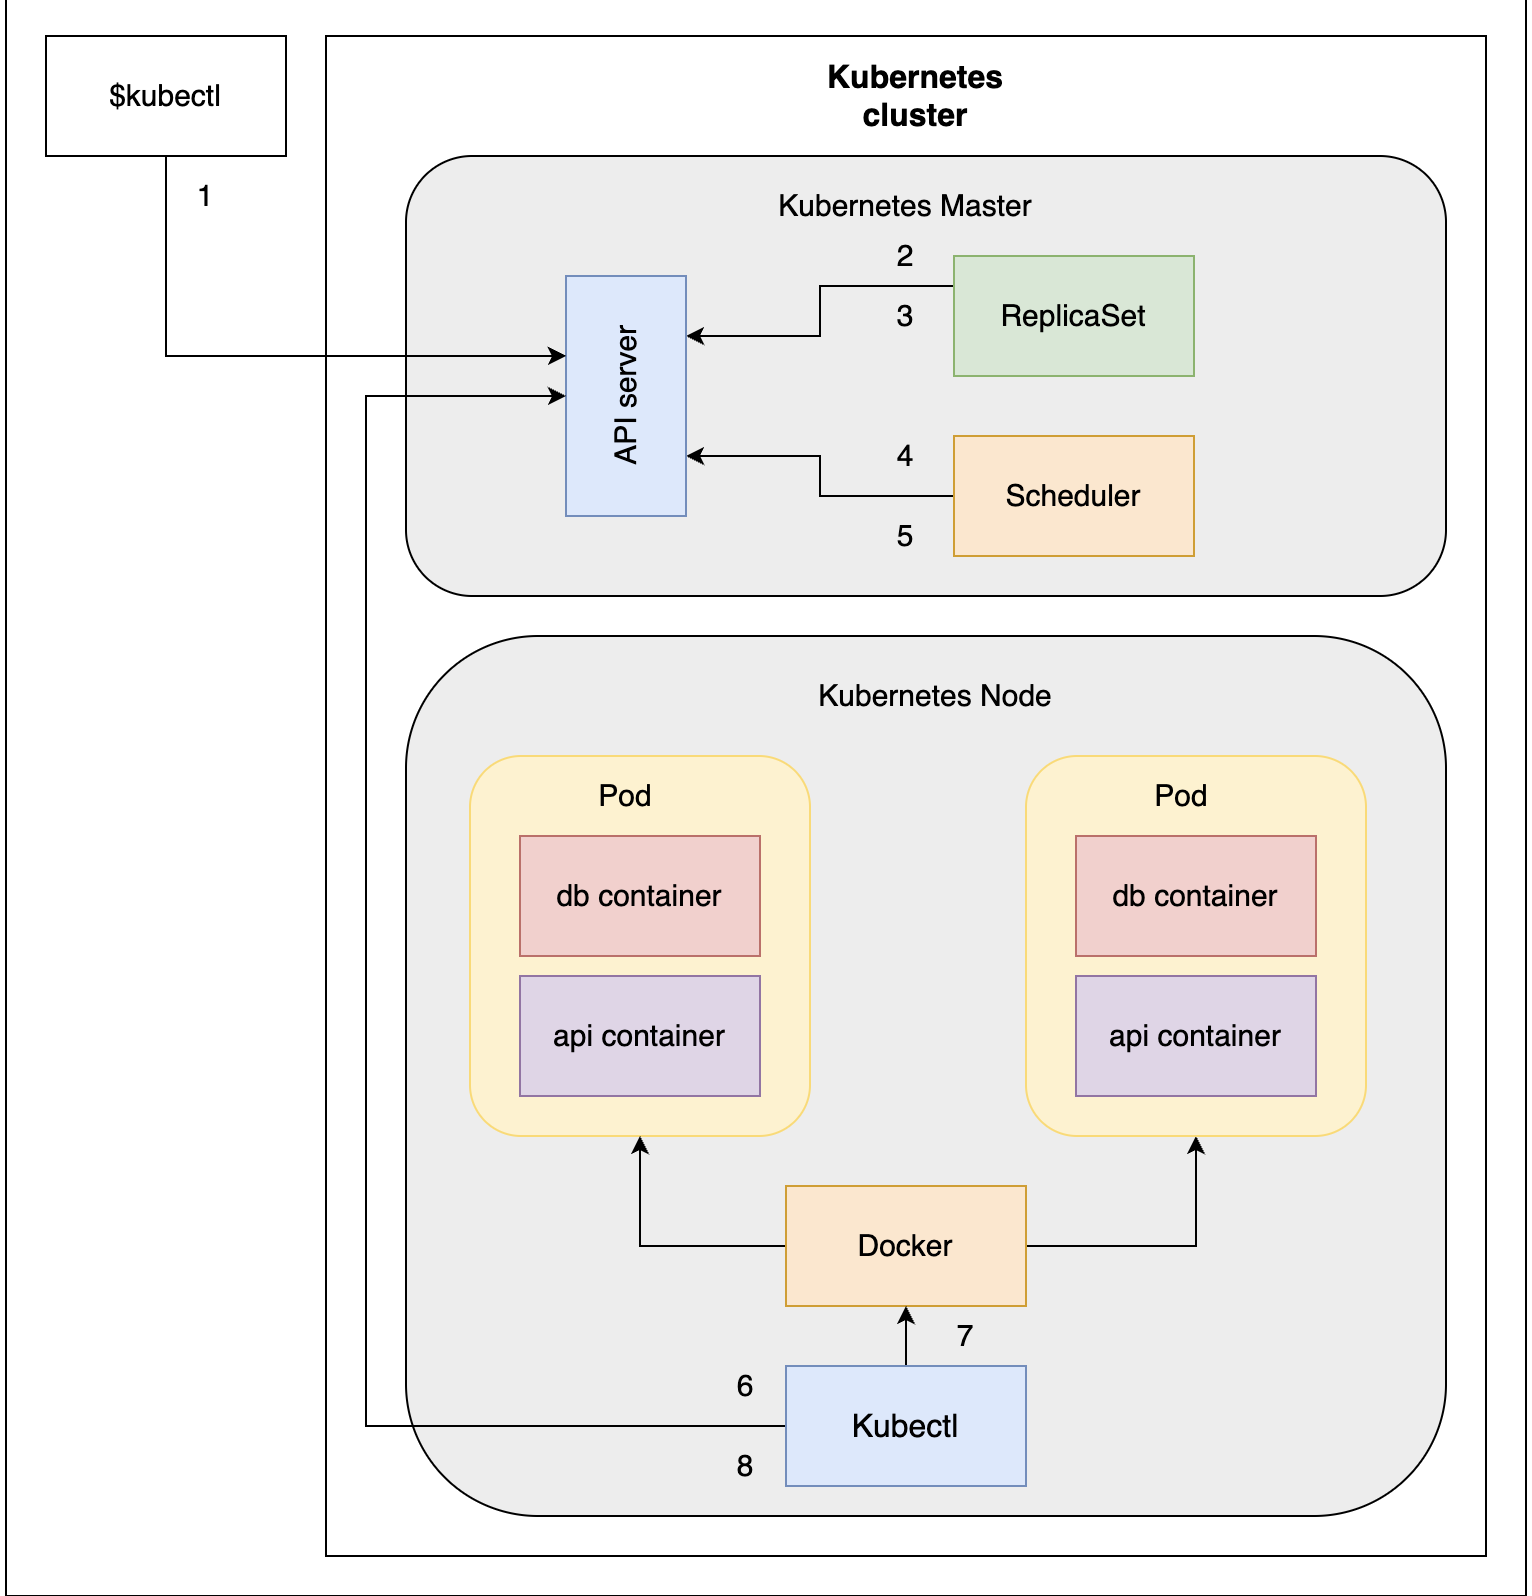 $kubectl
1
Kubernetes
cluster
Kubernetes Master
2
3
ReplicaSet
API server
4
5
Scheduler
Kubernetes Node
Pod
db container
api container
Pod
db container
api container
Docker
7
6
8
Kubectl